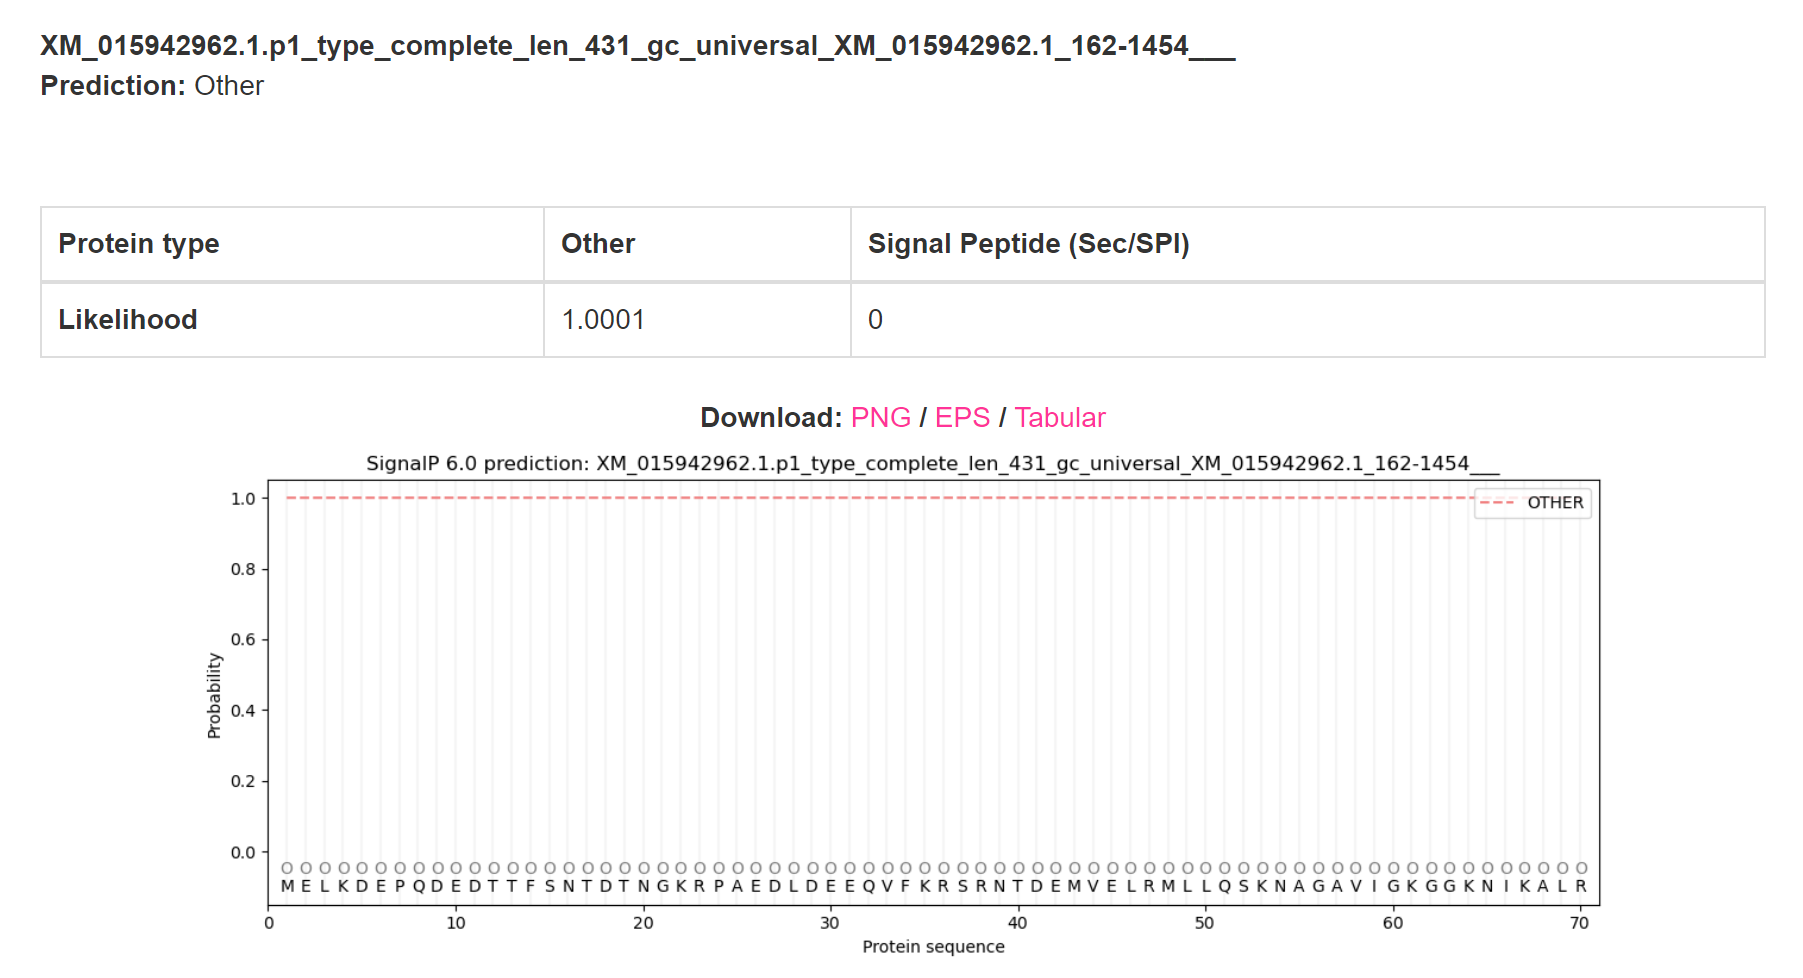 XM_015942962.1.p1_type_complete_len_431_gc_universal_XM_015942962.1_162-1454___
Prediction: Other
Protein type Other Signal Peptide (Sec/SPI)
Likelihood 1.0001 0
Download: PNG / EPS / Tabular
SignalP 6.0 prediction: XM_015942962.1.p1_type_complete_len_431_gc_universal_XM_015942962.1_162-1454___
OTHER
Probability
1.0
0.8
0.6
0.4
0.2
0.0
O O O O O O O O O O O O O O O O O O O O O O O O O O O O O O O O O O O O O O O O O O O O O O O O O O O O O O O O O O O O O O O O O O O O O O
M E L K D E P Q D E D T T F S N T D T N G K R P A E D L D E E Q V F K R S R N T D E M V E L R M L L Q S K N A G A V I G K G G K N I K A L R
0 10 20 30 40 50 60 70
Protein sequence